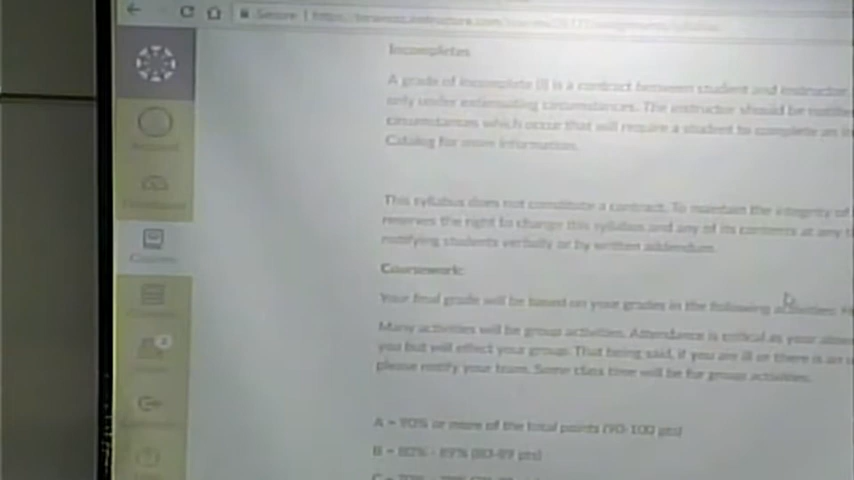 Secure | https://
Incompletes
A grade of Incomplete (I) is a contract between student and instructor
only under extenuating circumstances. The instructor should be notified
circumstances which occur that will require a student to complete an
Catalog for more information.
This syllabus does not constitute a contract. To maintain the integrity of
reserves the right to change this syllabus and any of its contents at any
notifying students verbally or by written addendum.
Coursework:
Your final grade will be based on your grades in the following activities:
Many activities will be group activities. Attendance is critical as your
you but will effect your group. That being said, if you are ill or there is an
please notify your team. Some class time will be for group activities.
A = 90% or more of the total points (90-100 pts)
B = 80% - 89% (80-89 pts)
Account
Dashboard
Courses
Calendar
2